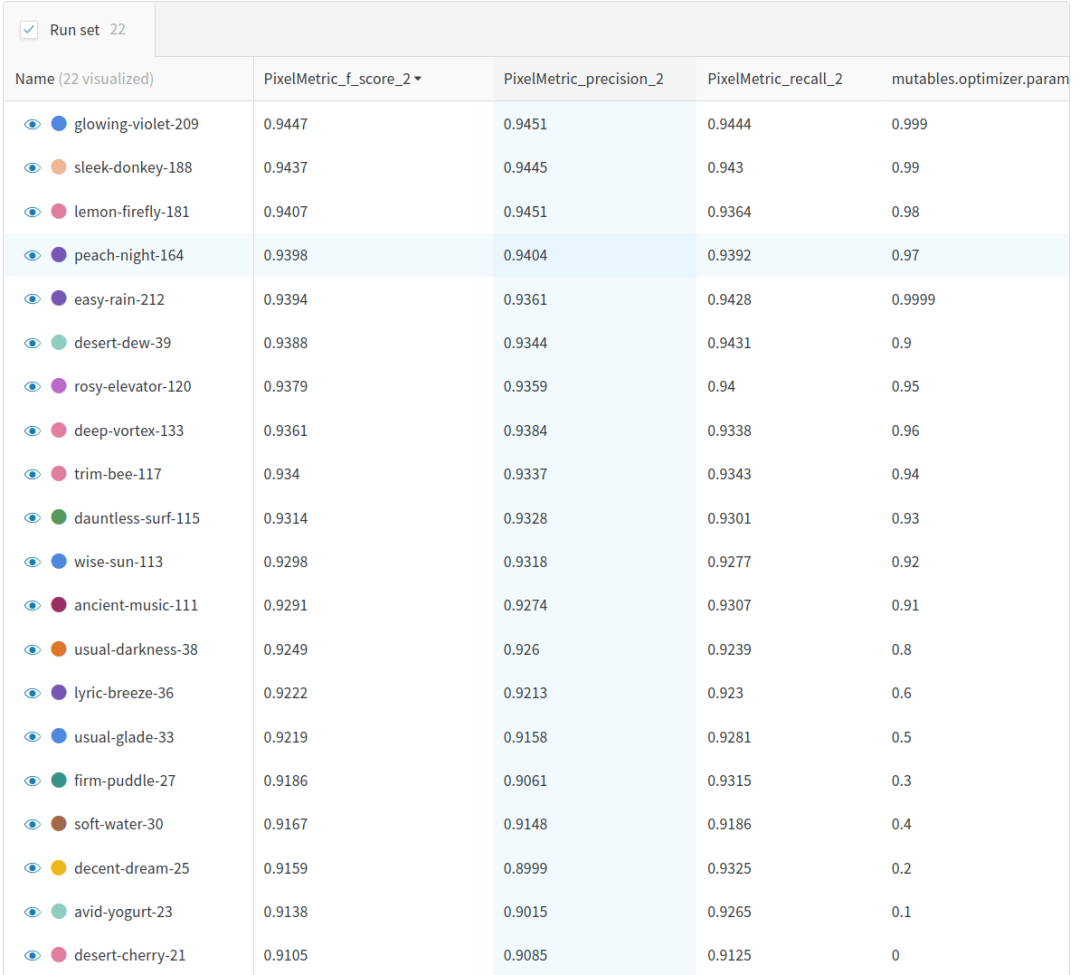 Run set 22
Name (22 visualized) PixelMetric_f_score_2 PixelMetric_precision_2 PixelMetric_recall_2 mutables.optimizer.param
glowing-violet-209 0.9447 0.9451 0.9444 0.999
sleek-donkey-188 0.9437 0.9445 0.943 0.99
lemon-firefly-181 0.9407 0.9451 0.9364 0.98
peach-night-164 0.9398 0.9404 0.9392 0.97
easy-rain-212 0.9394 0.9361 0.9428 0.9999
desert-dew-39 0.9388 0.9344 0.9431 0.9
rosy-elevator-120 0.9379 0.9359 0.94 0.95
deep-vortex-133 0.9361 0.9384 0.9338 0.96
trim-bee-117 0.934 0.9337 0.9343 0.94
dauntless-surf-115 0.9314 0.9328 0.9301 0.93
wise-sun-113 0.9298 0.9318 0.9277 0.92
ancient-music-111 0.9291 0.9274 0.9307 0.91
usual-darkness-38 0.9249 0.926 0.9239 0.8
lyric-breeze-36 0.9222 0.9213 0.923 0.6
usual-glade-33 0.9219 0.9158 0.9281 0.5
firm-puddle-27 0.9186 0.9061 0.9315 0.3
soft-water-30 0.9167 0.9148 0.9186 0.4
decent-dream-25 0.9159 0.8999 0.9325 0.2
avid-yogurt-23 0.9138 0.9015 0.9265 0.1
desert-cherry-21 0.9105 0.9085 0.9125 0